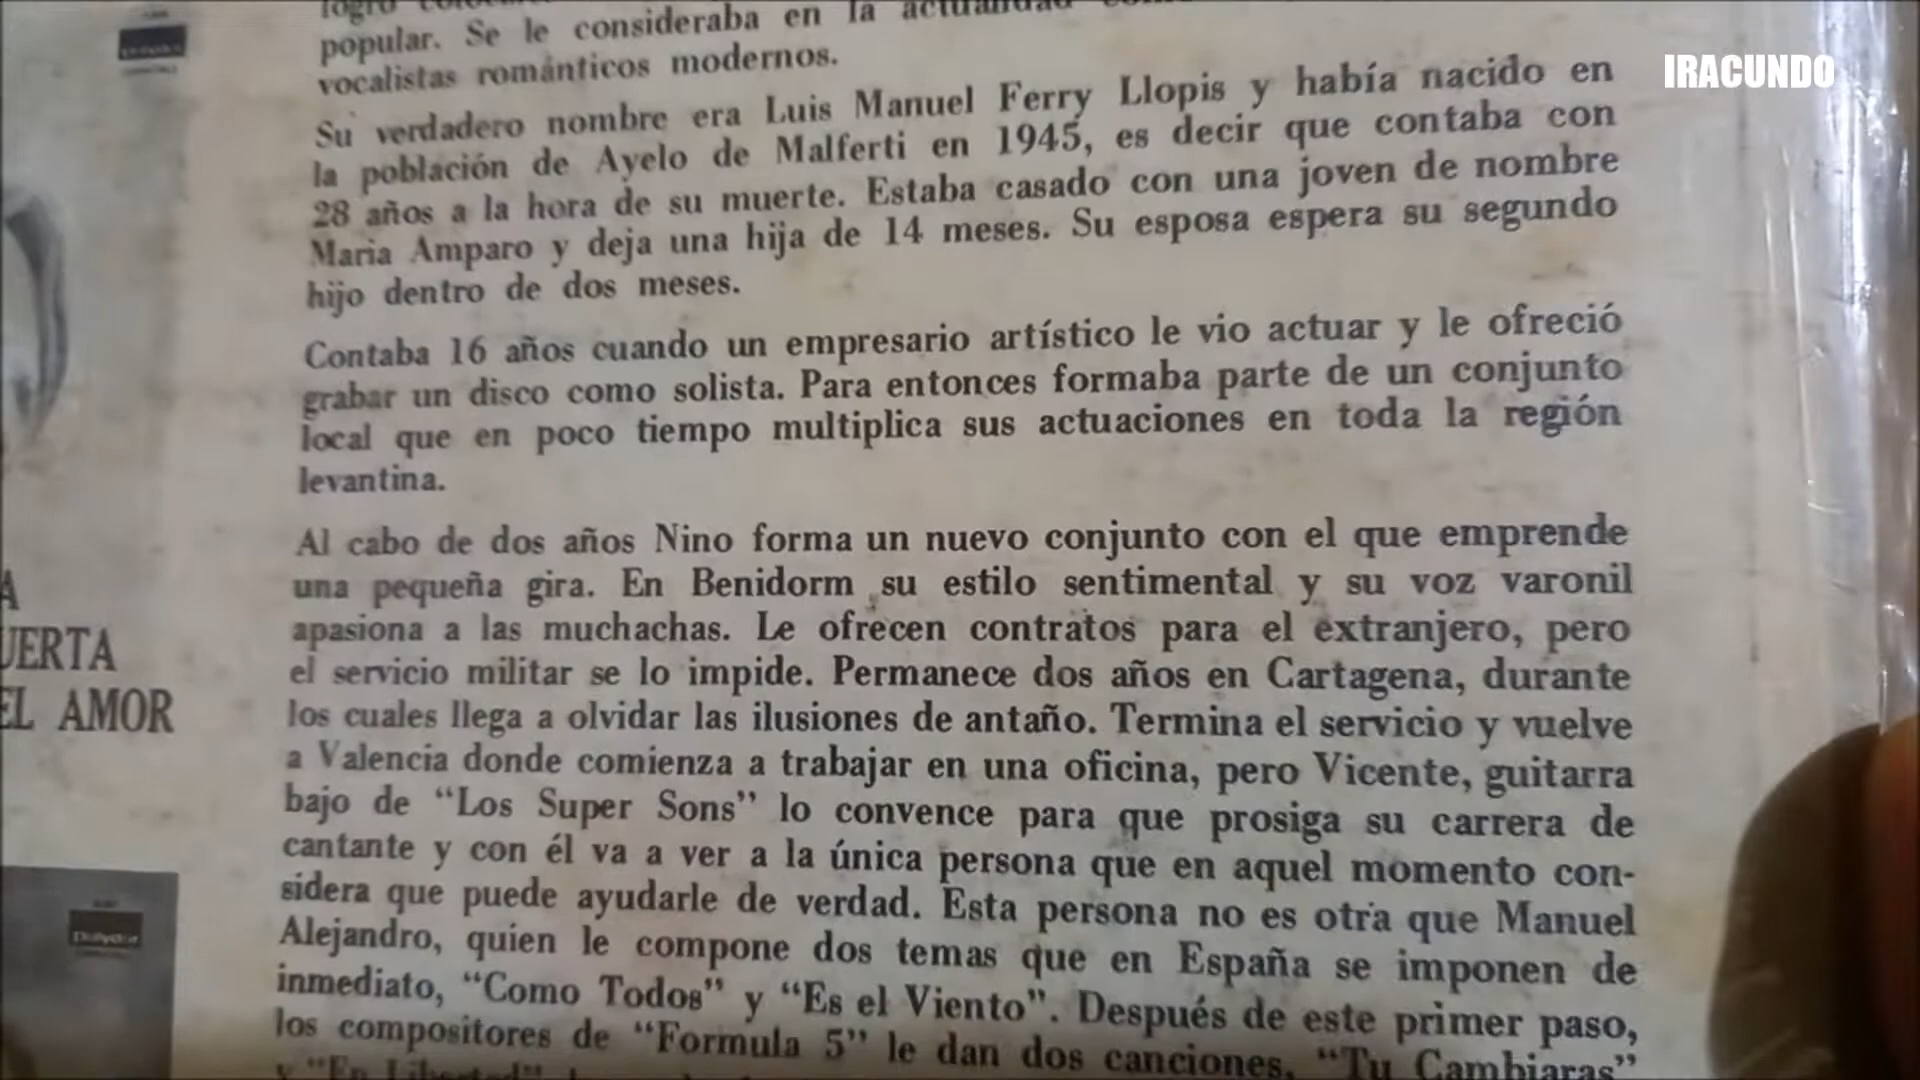 logró
popular. Se le consideraba en la actualidad
vocalistas románticos modernos.
Su verdadero nombre era Luis Manuel Ferry Llopis y había nacido en
la población de Ayelo de Malferti en 1945, es decir que contaba con
28 años a la hora de su muerte. Estaba casado con una joven de nombre
Maria Amparo y deja una hija de 14 meses. Su esposa espera su segundo
hijo dentro de dos meses.
Contaba 16 años cuando un empresario artístico le vio actuar y le ofreció
grabar un disco como solista. Para entonces formaba parte de un conjunto
local que en poco tiempo multiplica sus actuaciones en toda la región
levantina.
Al cabo de dos años Nino forma un nuevo conjunto con el que emprende
una pequeña gira. En Benidorm su estilo sentimental y su voz varonil
apasiona a las muchachas. Le ofrecen contratos para el extranjero, pero
el servicio militar se lo impide. Permanece dos años en Cartagena, durante
los cuales llega a olvidar las ilusiones de antaño. Termina el servicio y vuelve
a Valencia donde comienza a trabajar en una oficina, pero Vicente, guitarra
bajo de “Los Super Sons” lo convence para que prosiga su carrera de
cantante y con él va a ver a la única persona que en aquel momento con-
sidera que puede ayudarle de verdad. Esta persona no es otra que Manuel
Alejandro, quien le compone dos temas que en España se imponen de
inmediato, “Como Todos” y “Es el Viento”. Después de este primer paso,
los compositores de “Formula 5” le dan dos canciones, “Tu Cambiaras”
y “En Libertad”
IRACUNDO
A
UERTA
EL AMOR
Polydor